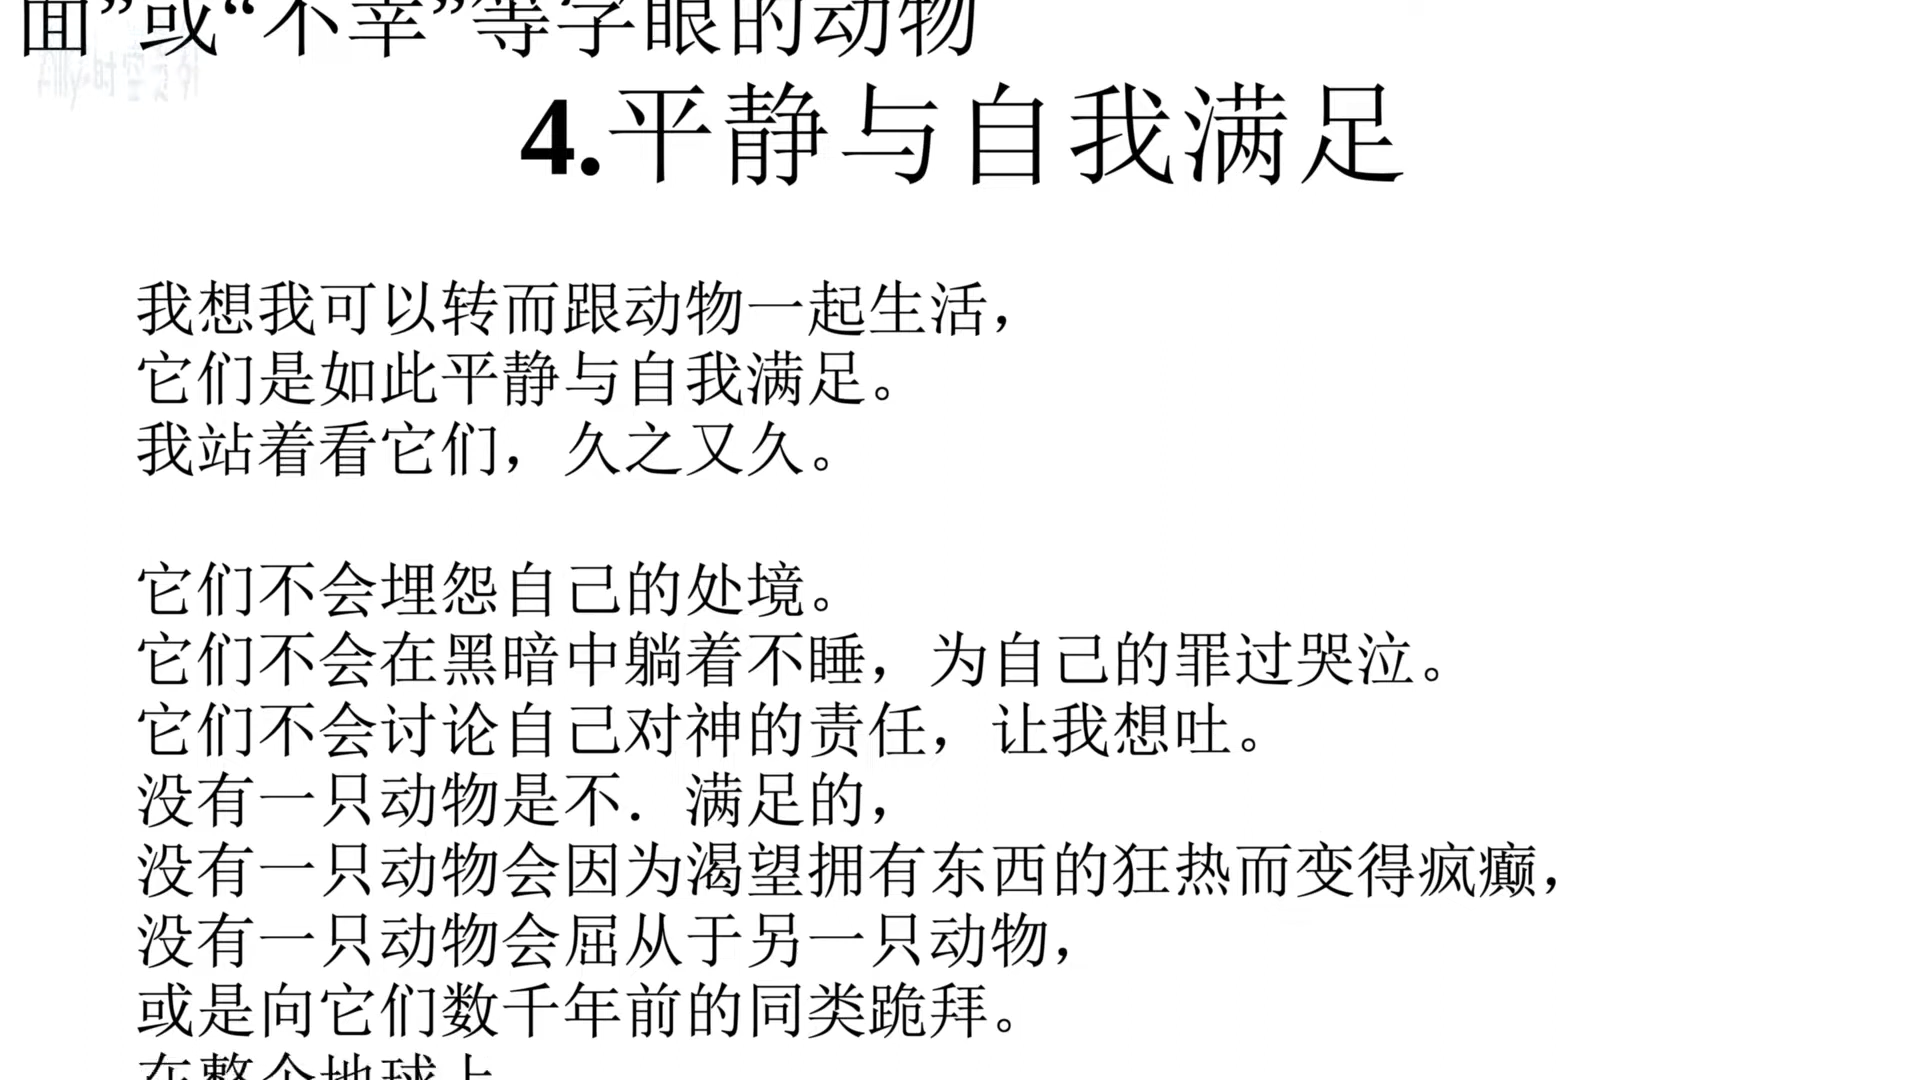 面”或“不幸”等字眼的动物
4.平静与自我满足
我想我可以转而跟动物一起生活，
它们是如此平静与自我满足。
我站着看它们，久之又久。
它们不会埋怨自己的处境。
它们不会在黑暗中躺着不睡，为自己的罪过哭泣。
它们不会讨论自己对神的责任，让我想吐。
没有一只动物是不．满足的，
没有一只动物会因为渴望拥有东西的狂热而变得疯癫，
没有一只动物会屈从于另一只动物，
或是向它们数千年前的同类跪拜。
在整个地球上